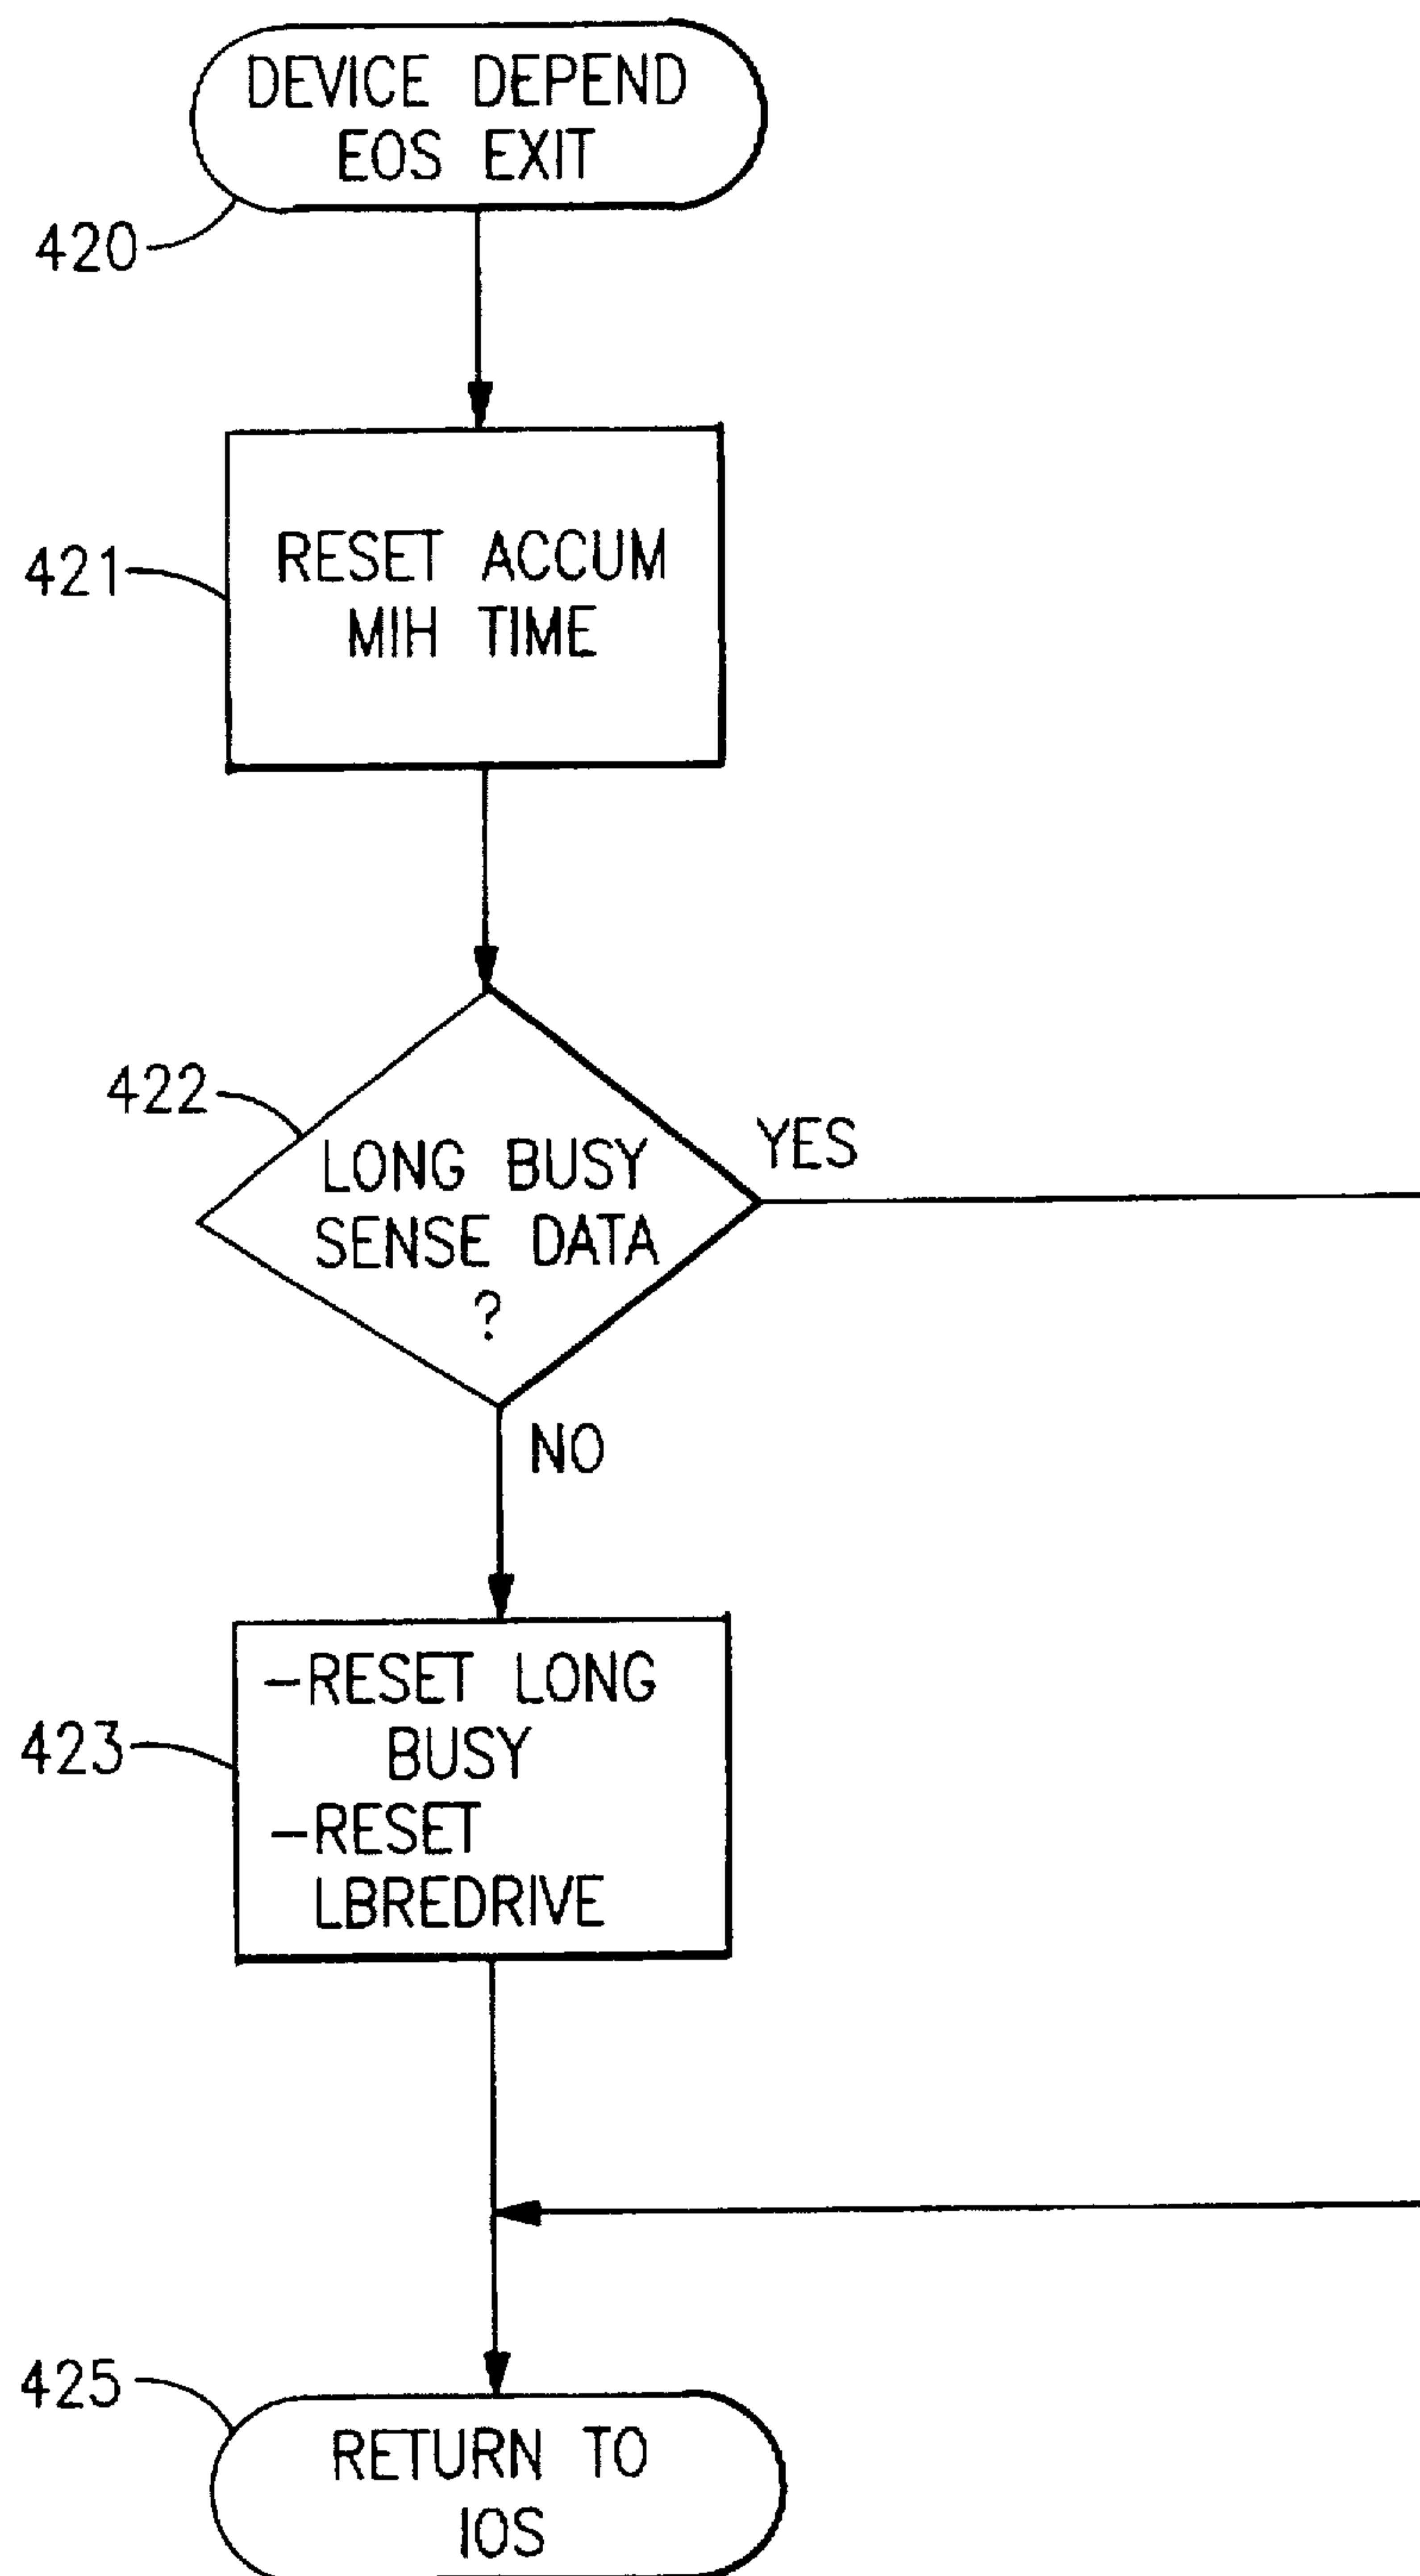 DEVICE DEPEND
EOS EXIT
420
RESET ACCUM
MIH TIME
421
422
LONG BUSY
SENSE DATA
?
YES
NO
-RESET LONG
BUSY
-RESET
LBREDRIVE
423
425
RETURN TO
IOS